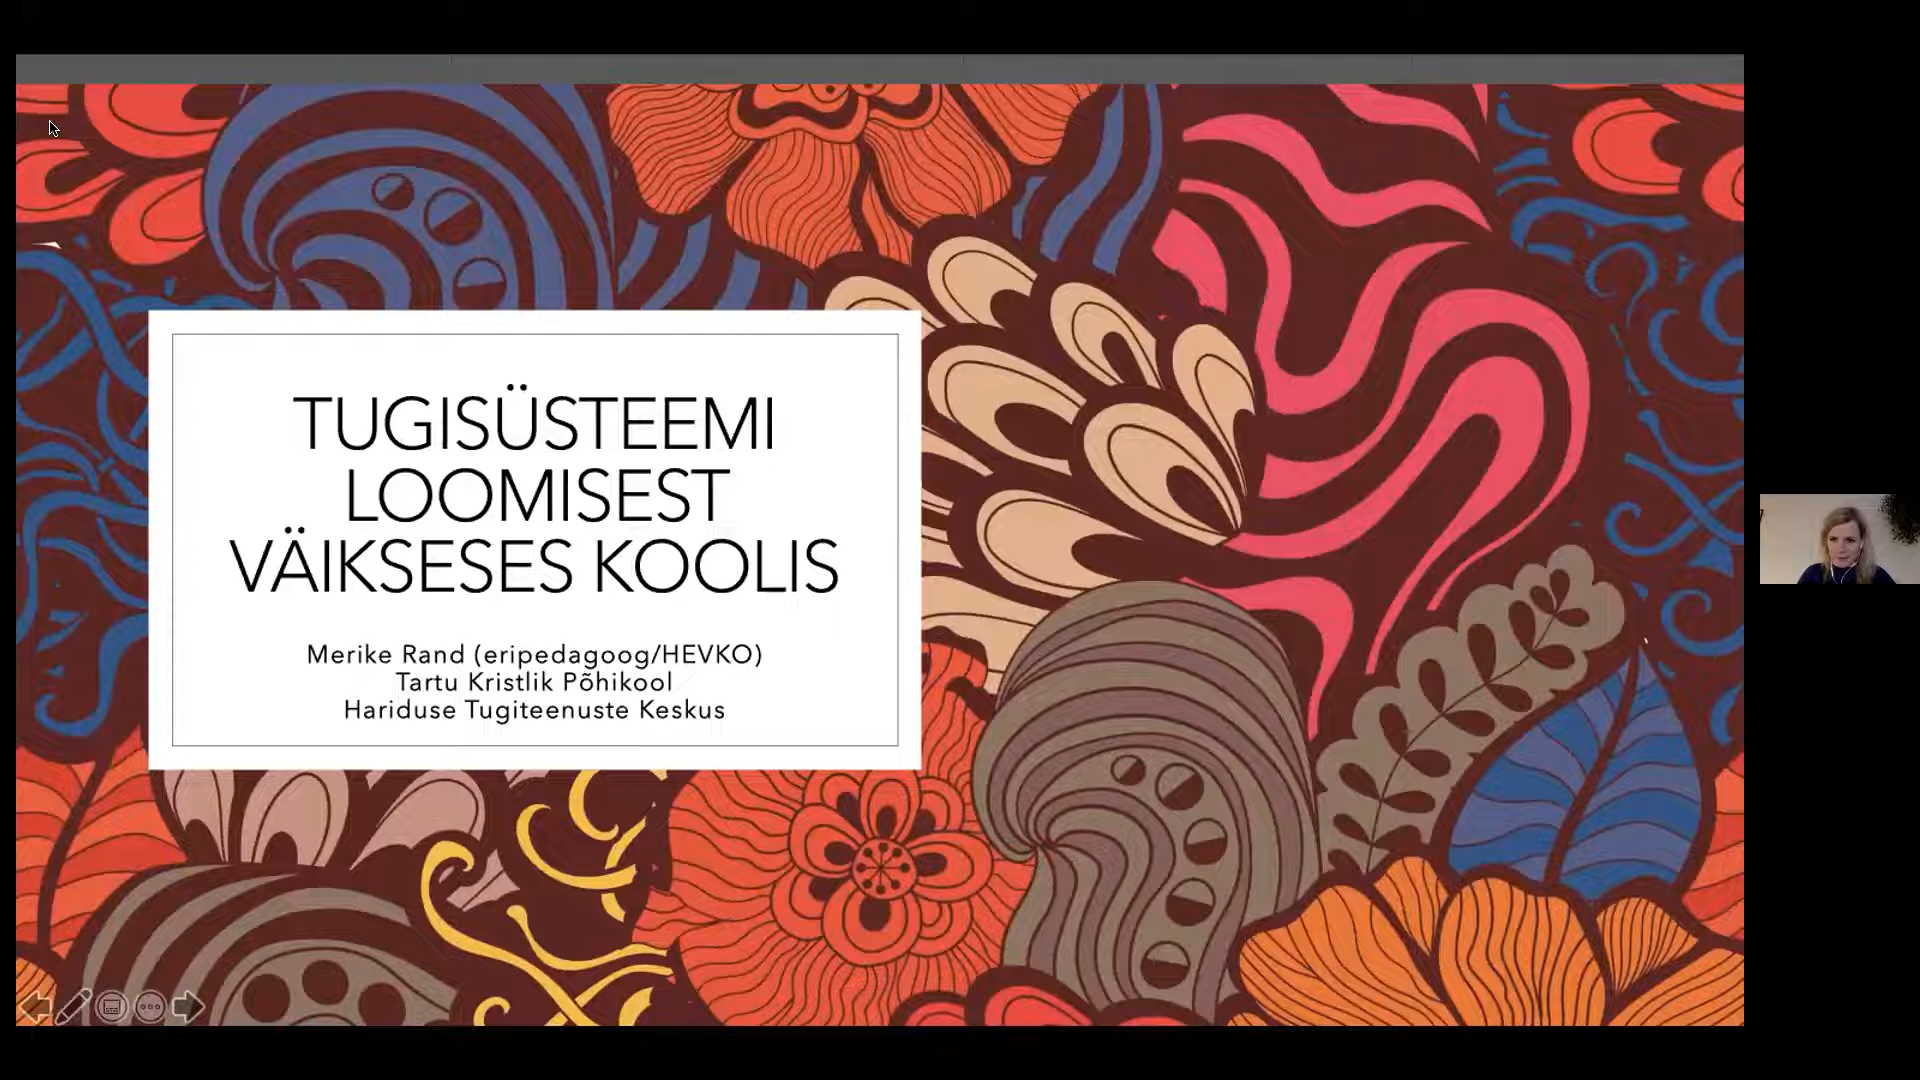 TUGISÜSTEEMI
LOOMISEST
VÄIKSESES KOOLIS
Merike Rand (eripedagoog/HEVKO)
Tartu Kristlik Põhikool
Hariduse Tugiteenuste Keskus